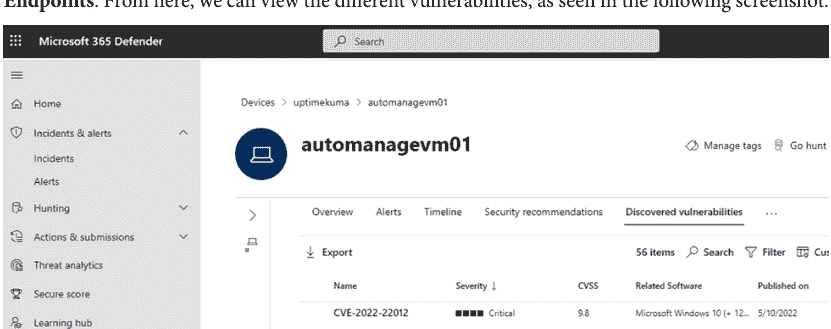 Endpoints. From here, we can view the different vulnerabilities, as seen in the following screenshot.
Microsoft 365 Defender
Search
Home
Devices > uptimekuma > automanagevm01
Incidents & alerts
automanagevm01
Manage tags
Go hunt
Incidents
Alerts
Hunting
Overview
Alerts
Timeline
Security recommendations
Discovered vulnerabilities
...
Actions & submissions
Export
56 items
Search
Filter
Threat analytics
Name
Severity ↓
CVSS
Related Software
Published on
Secure score
CVE-2022-22012
Critical
9.8
Microsoft Windows 10 (+ 12...
5/10/2022
Learning hub